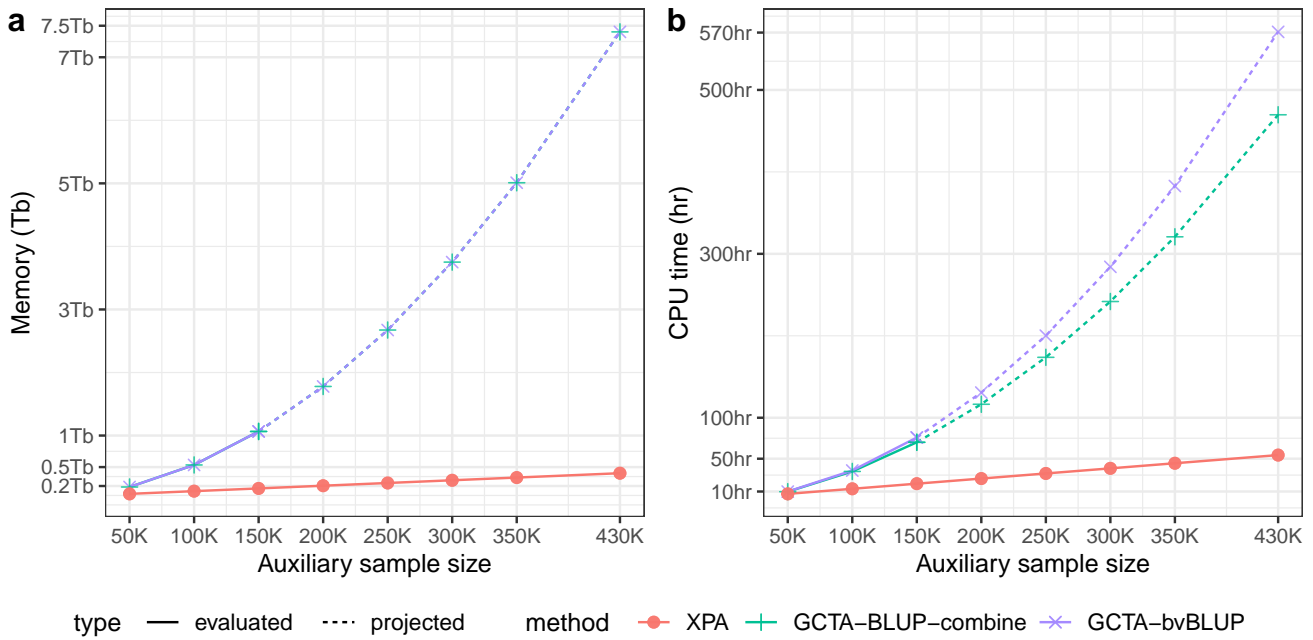 a
7.5Tb
7Tb
5Tb
3Tb
1Tb
0.5Tb
0.2Tb
Memory (Tb)
50K 100K 150K 200K 250K 300K 350K 430K
Auxiliary sample size
b
570hr
500hr
300hr
100hr
50hr
10hr
CPU time (hr)
50K 100K 150K 200K 250K 300K 350K 430K
Auxiliary sample size
type evaluated projected method XPA GCTA−BLUP−combine GCTA−bvBLUP